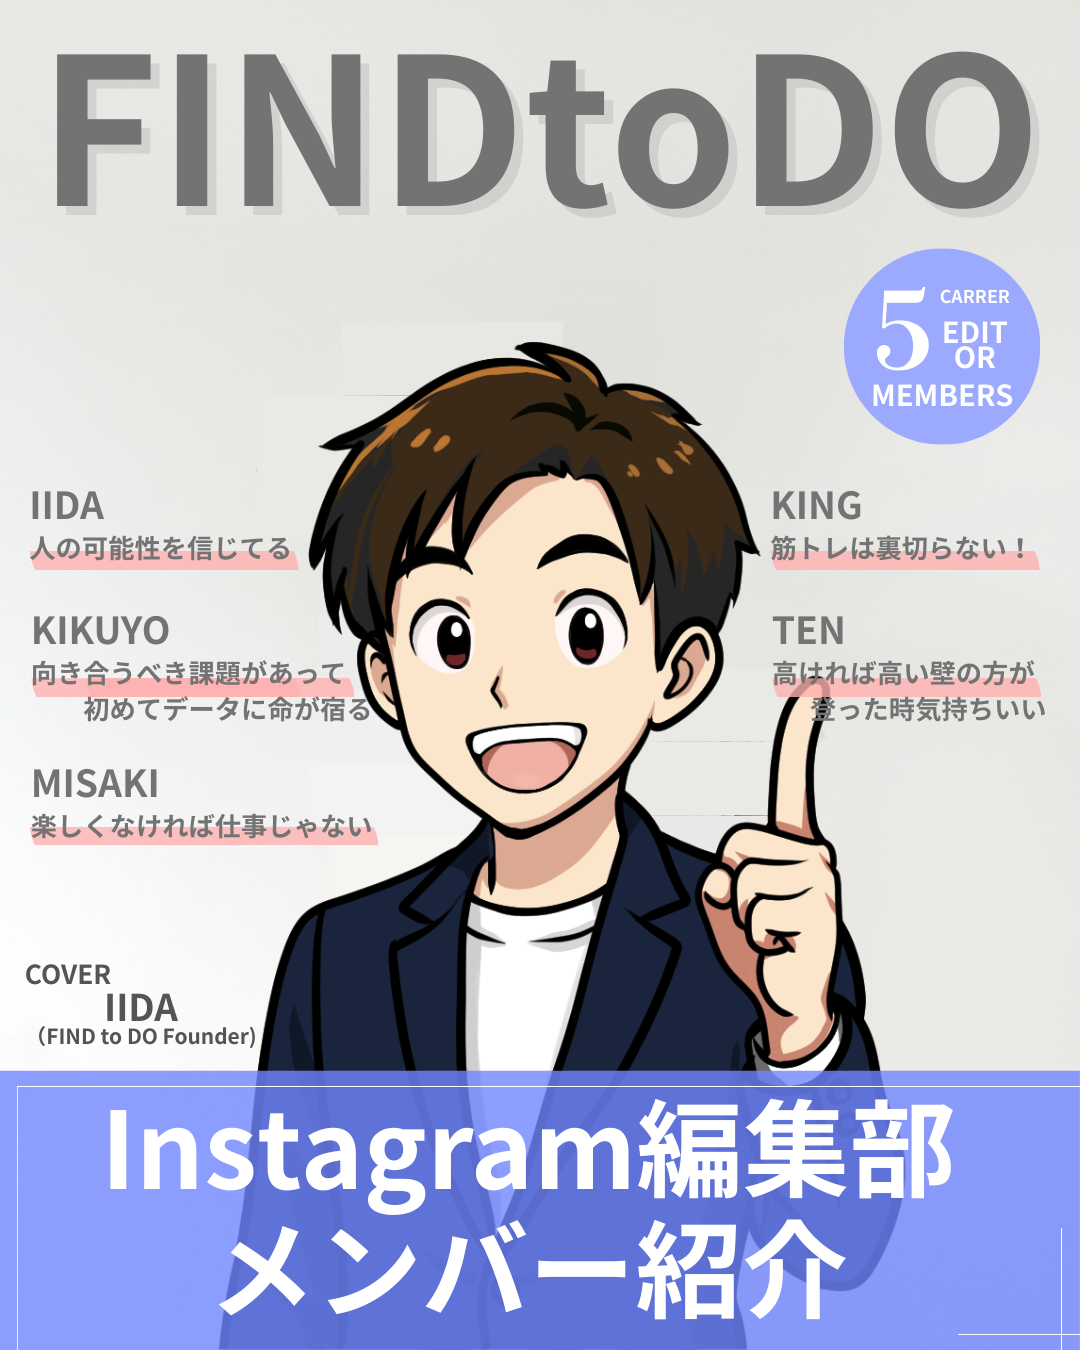 FINDtoDO
5
CARRER
EDIT
OR
MEMBERS
IIDA
人の可能性を信じてる
KIKUYO
向き合うべき課題があって
初めてデータに命が宿る
MISAKI
楽しくなければ仕事じゃない
KING
筋トレは裏切らない！
TEN
高ければ高い壁の方が
登った時気持ちいい
COVER
IIDA
（FIND to DO Founder)
Instagram編集部
メンバー紹介